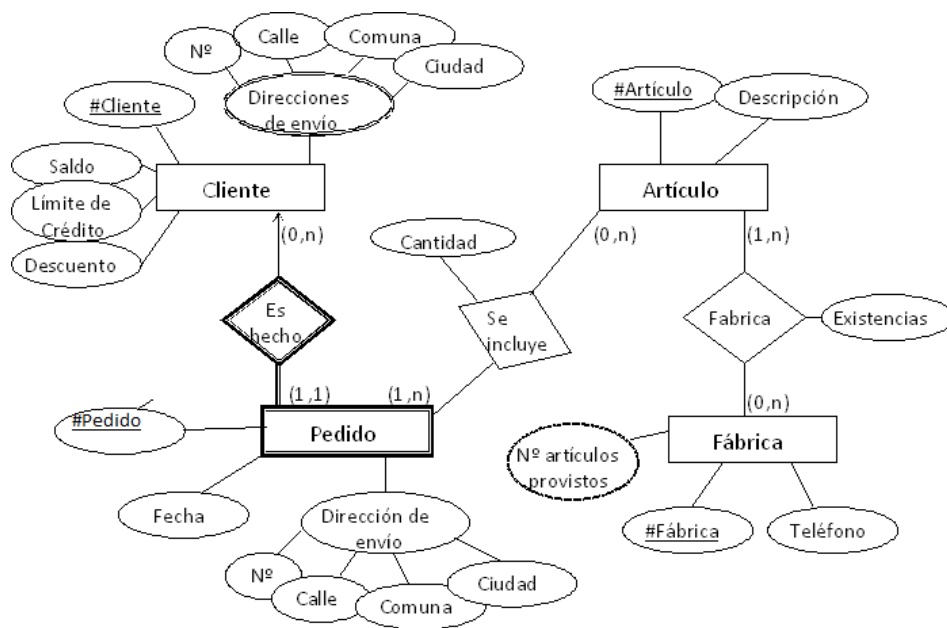 Nº
Calle
Comuna
Ciudad
Direcciones
de envío
#Cliente
Saldo
Límite de
Crédito
Descuento
Cliente
(0,n)
#Artículo
Descripción
Artículo
(0,n)
(1,n)
Cantidad
Es
hecho
Se
incluye
Fabrica
Existencias
(1,1)
(1,n)
(0,n)
#Pedido
Pedido
Fecha
Nº artículos
provistos
Fábrica
#Fábrica
Teléfono
Dirección de
envío
Nº
Calle
Comuna
Ciudad